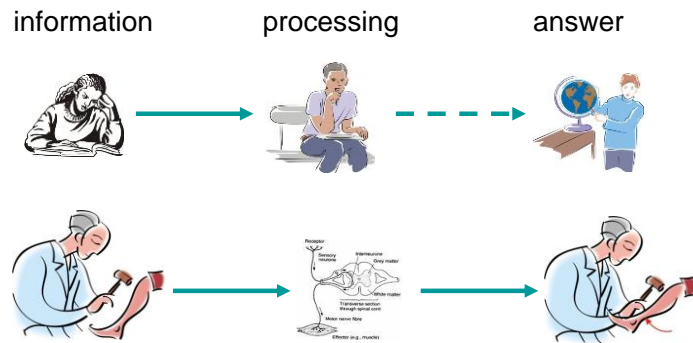 information processing answer
Receptor
Sensory
neurone
Interneurone
Grey matter
White matter
Transverse section
through spinal cord
Motor nerve fibre
Effector (e.g., muscle)